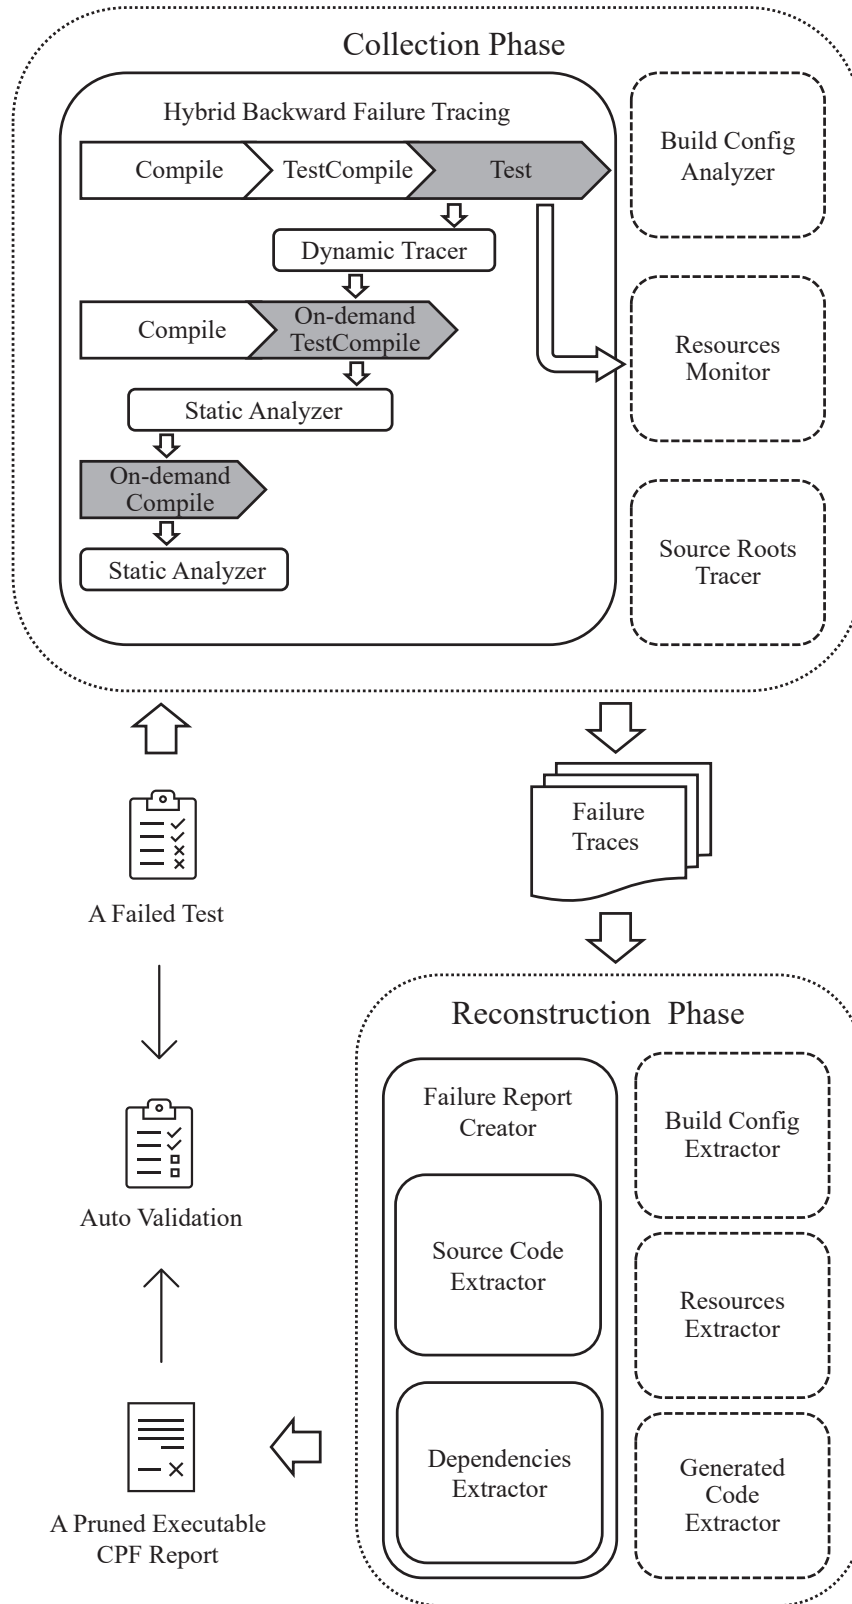 Collection Phase
Hybrid Backward Failure Tracing
Compile
TestCompile
Test
Dynamic Tracer
Compile
On-demand
TestCompile
Static Analyzer
On-demand
Compile
Static Analyzer
Build Config
Analyzer
Resources
Monitor
Source Roots
Tracer
Failure
Traces
A Failed Test
Reconstruction Phase
Failure Report
Creator
Source Code
Extractor
Dependencies
Extractor
Build Config
Extractor
Resources
Extractor
Generated
Code
Extractor
Auto Validation
A Pruned Executable
CPF Report